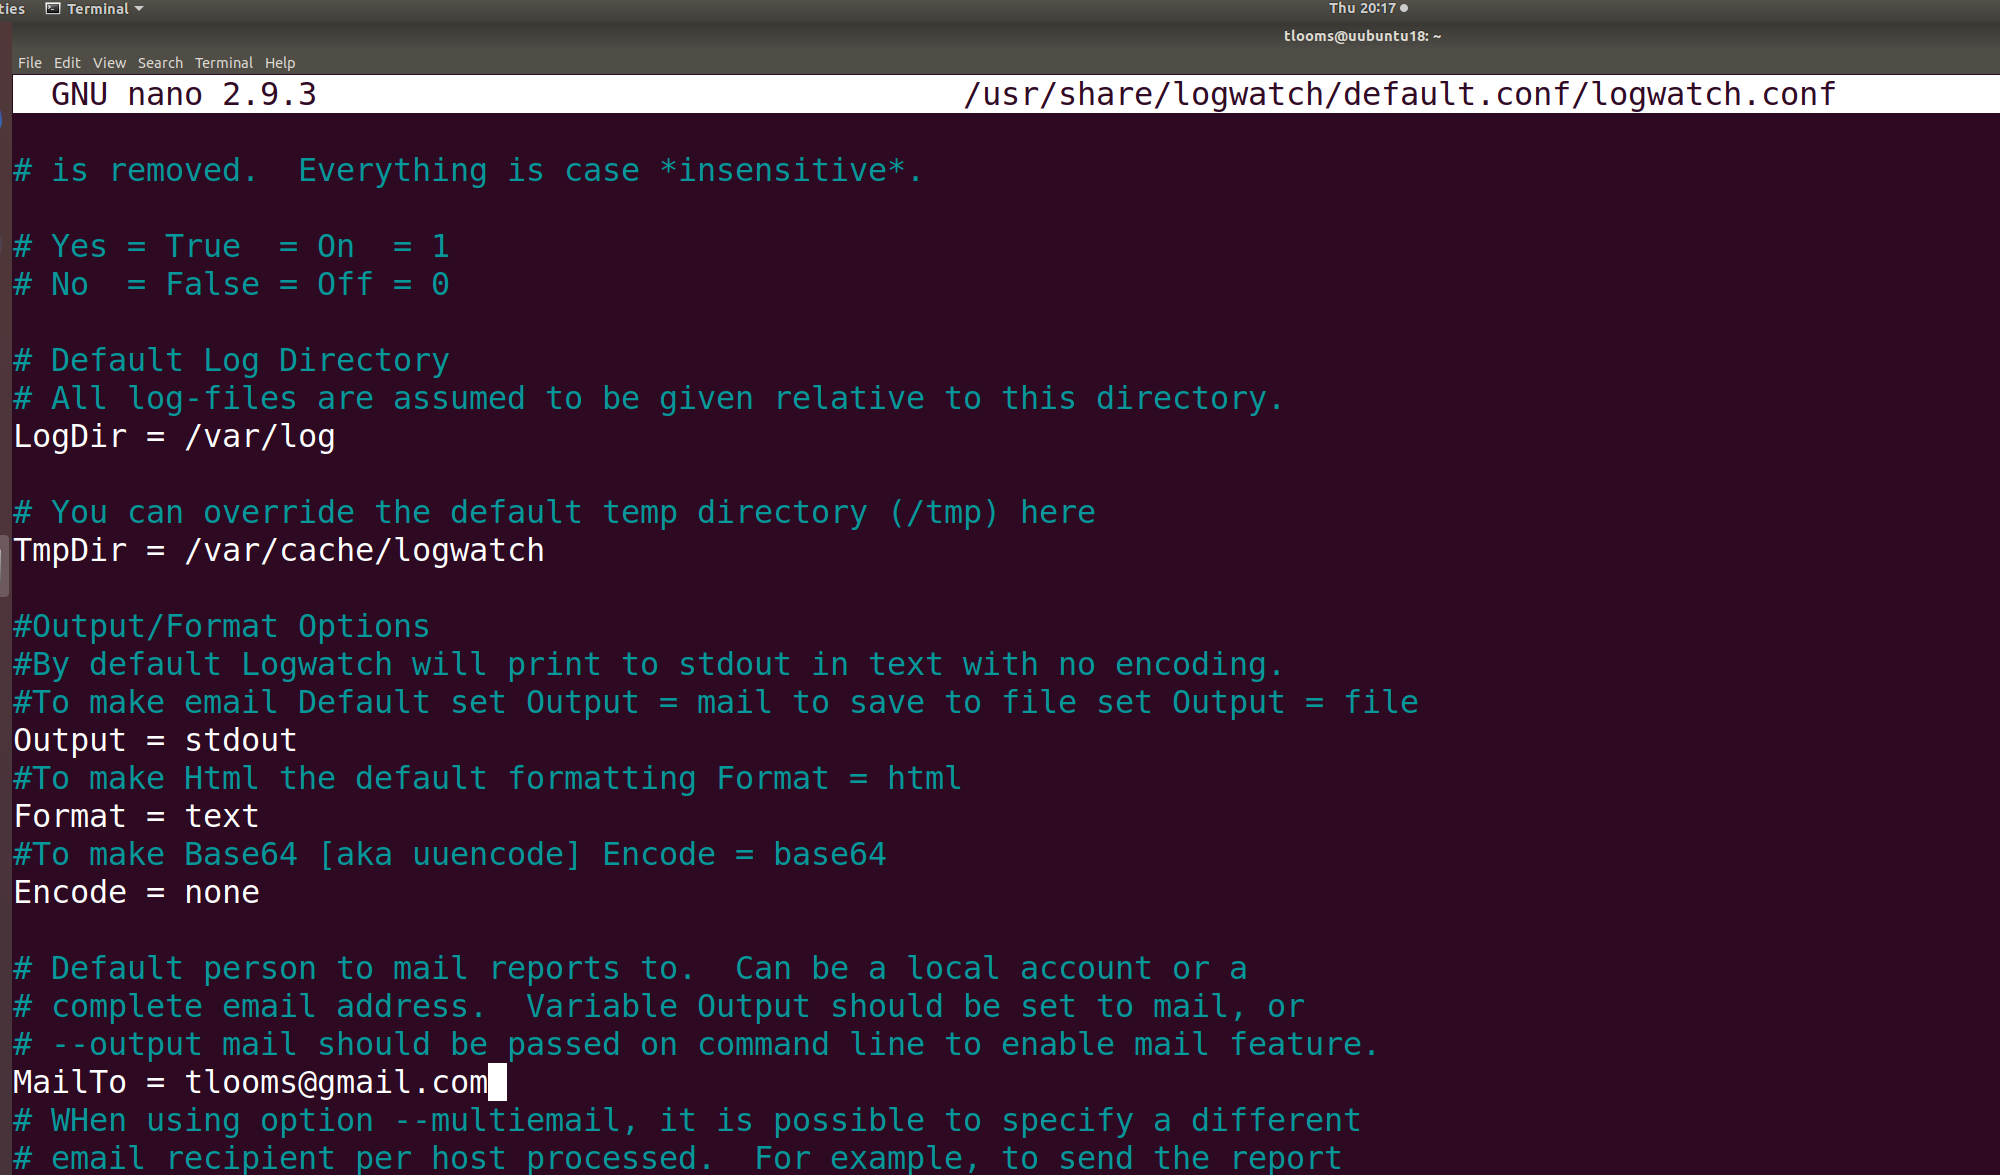 ties Terminal Thu 20:17
tlooms@uubuntu18: ~
File Edit View Search Terminal Help
GNU nano 2.9.3 /usr/share/logwatch/default.conf/logwatch.conf
# is removed.  Everything is case *insensitive*.
# Yes = True  = On  = 1
# No  = False = Off = 0
# Default Log Directory
# All log-files are assumed to be given relative to this directory.
LogDir = /var/log
# You can override the default temp directory (/tmp) here
TmpDir = /var/cache/logwatch
#Output/Format Options
#By default Logwatch will print to stdout in text with no encoding.
#To make email Default set Output = mail to save to file set Output = file
Output = stdout
#To make Html the default formatting Format = html
Format = text
#To make Base64 [aka uuencode] Encode = base64
Encode = none
# Default person to mail reports to.  Can be a local account or a
# complete email address.  Variable Output should be set to mail, or
# --output mail should be passed on command line to enable mail feature.
MailTo = tlooms@gmail.com
# WHen using option --multiemail, it is possible to specify a different
# email recipient per host processed.  For example, to send the report